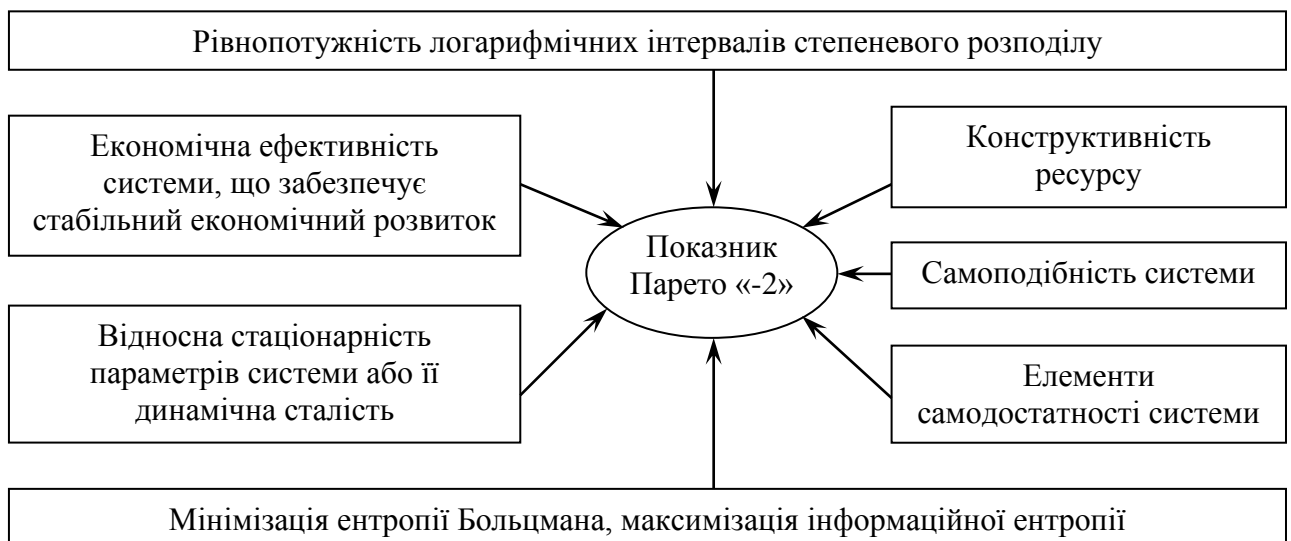 Рівнопотужність логарифмічних інтервалів степеневого розподілу
Економічна ефективність
системи, що забезпечує
стабільний економічний розвиток
Конструктивність
ресурсу
Показник
Парето «-2»
Самоподібність системи
Відносна стаціонарність
параметрів системи або її
динамічна сталість
Елементи
самодостатності системи
Мінімізація ентропії Больцмана, максимізація інформаційної ентропії